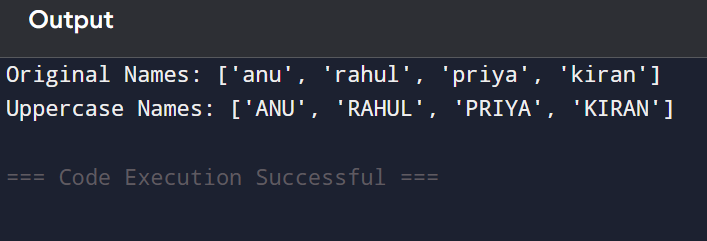 Output
Original Names: ['anu', 'rahul', 'priya', 'kiran']
Uppercase Names: ['ANU', 'RAHUL', 'PRIYA', 'KIRAN']
=== Code Execution Successful ===